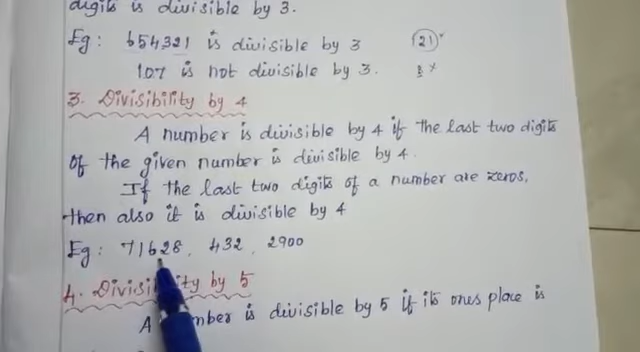 digits is divisible by 3.
Eg: 654321 is divisible by 3 21
107 is not divisible by 3. 8 x
3. Divisibility by 4
A number is divisible by 4 if the last two digits
of the given number is divisible by 4.
If the last two digits of a number are zeros,
then also it is divisible by 4
Eg: 71628, 432, 2900
4. Divisibility by 5
A number is divisible by 5 if its ones place is